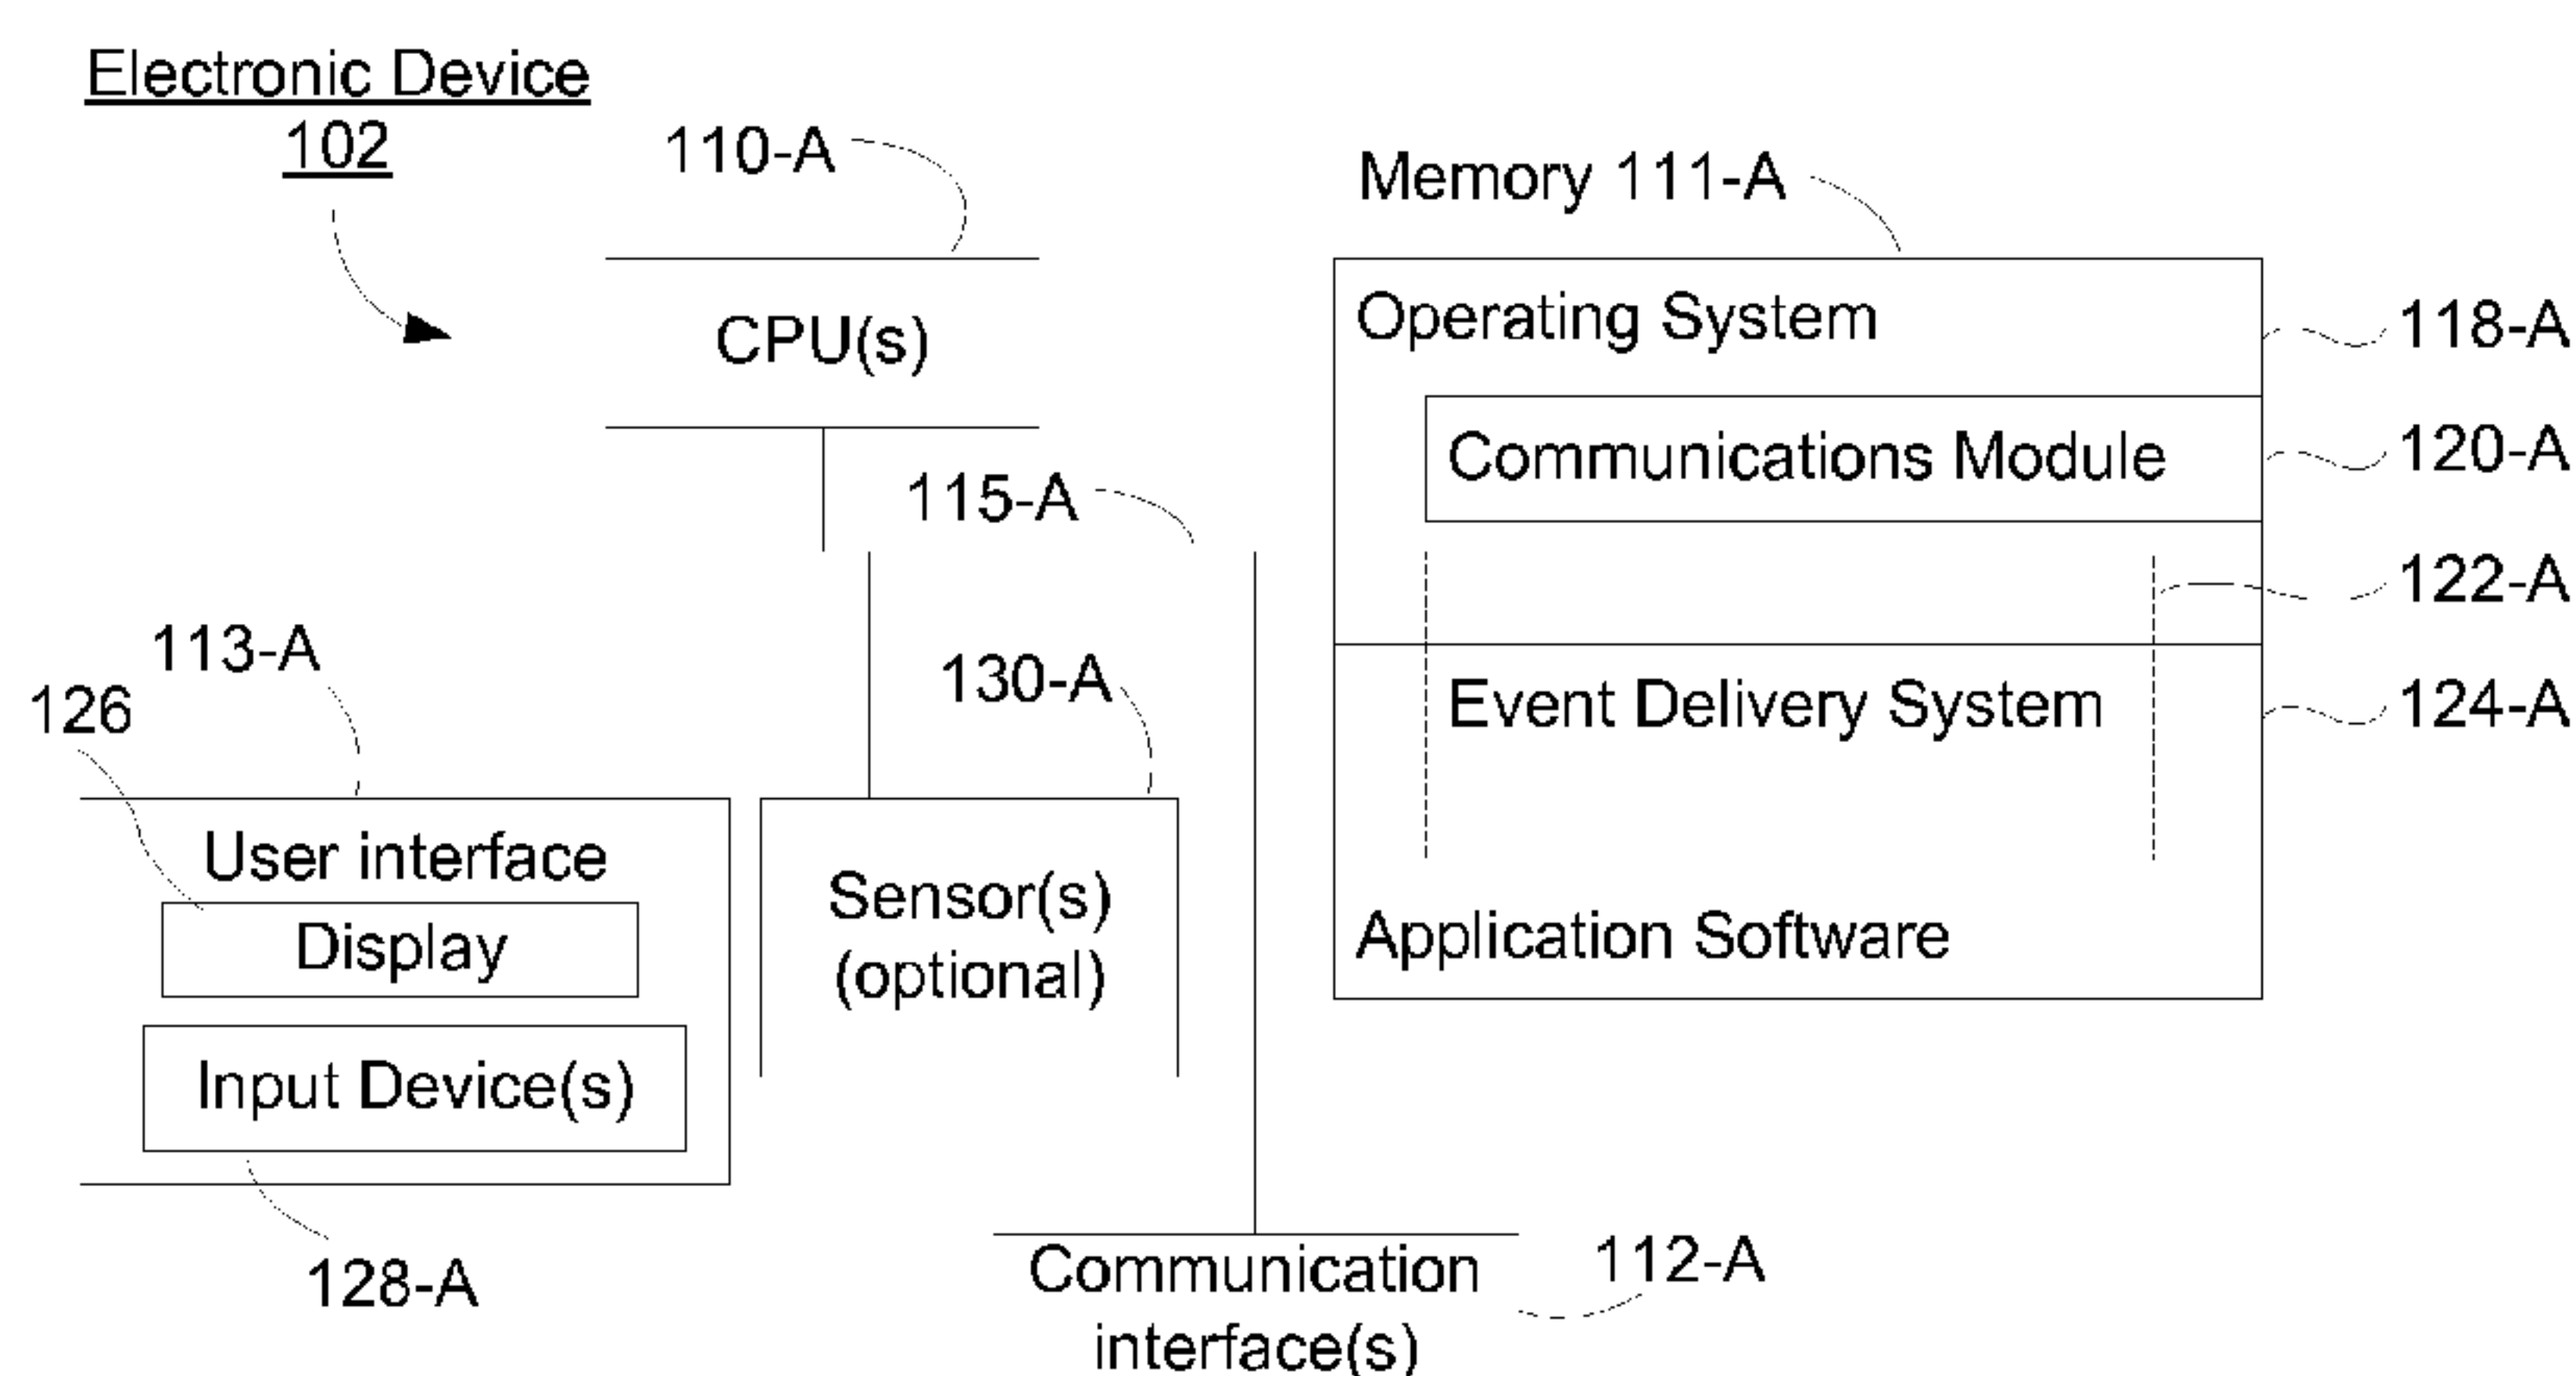 Electronic Device
102
110-A
CPU(s)
115-A
113-A
126
130-A
User interface
Display
Input Device(s)
128-A
Sensor(s)
(optional)
Communication
interface(s)
112-A
Memory 111-A
Operating System
118-A
Communications Module
120-A
122-A
Event Delivery System
124-A
Application Software